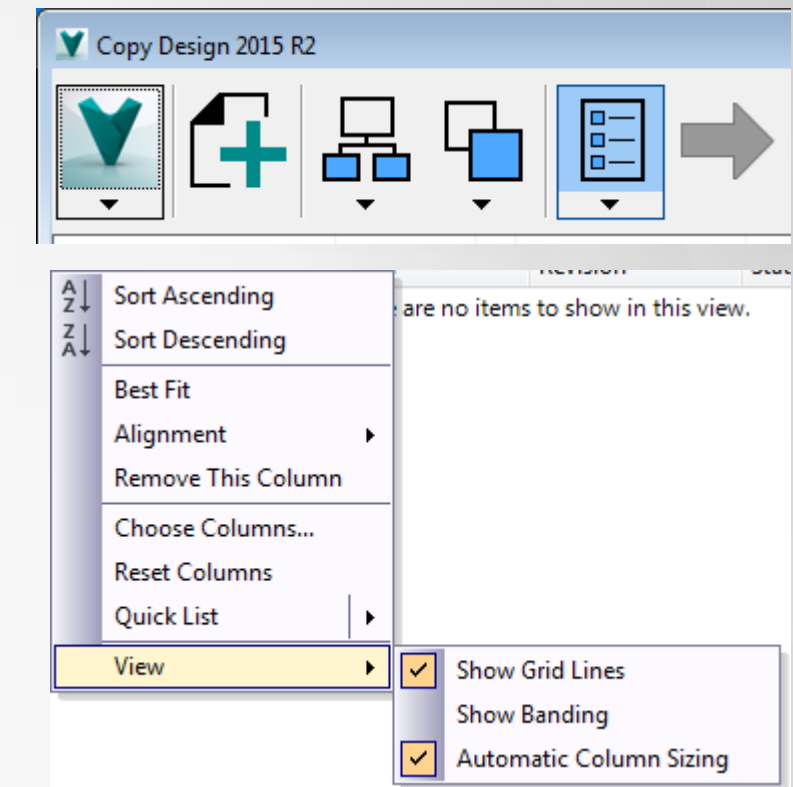 Copy Design 2015 R2
Sort Ascending
are no items to show in this view.
Sort Descending
Best Fit
Alignment
Remove This Column
Choose Columns...
Reset Columns
Quick List
View
Show Grid Lines
Show Banding
Automatic Column Sizing